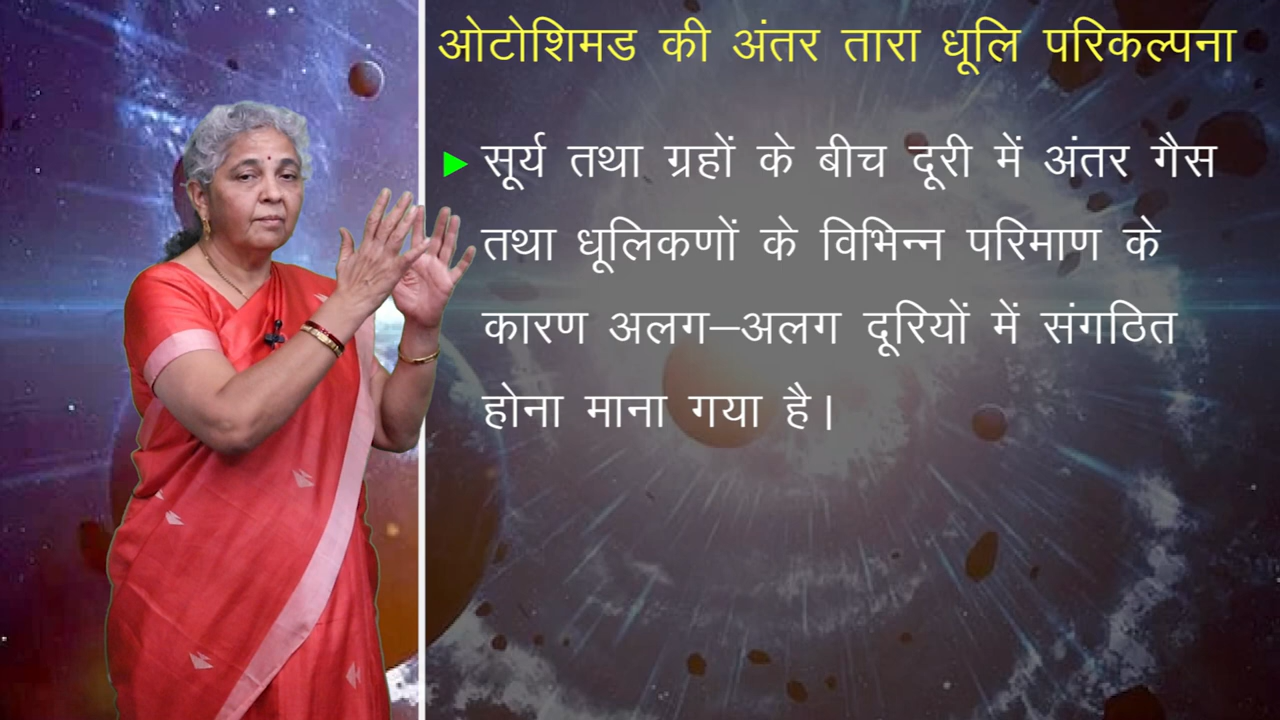 ओटोशिमड की अंतर तारा धूलि परिकल्पना
सूर्य तथा ग्रहों के बीच दूरी में अंतर गैस
तथा धूलिकणों के विभिन्न परिमाण के
कारण अलग–अलग दूरियों में संगठित
होना माना गया है।